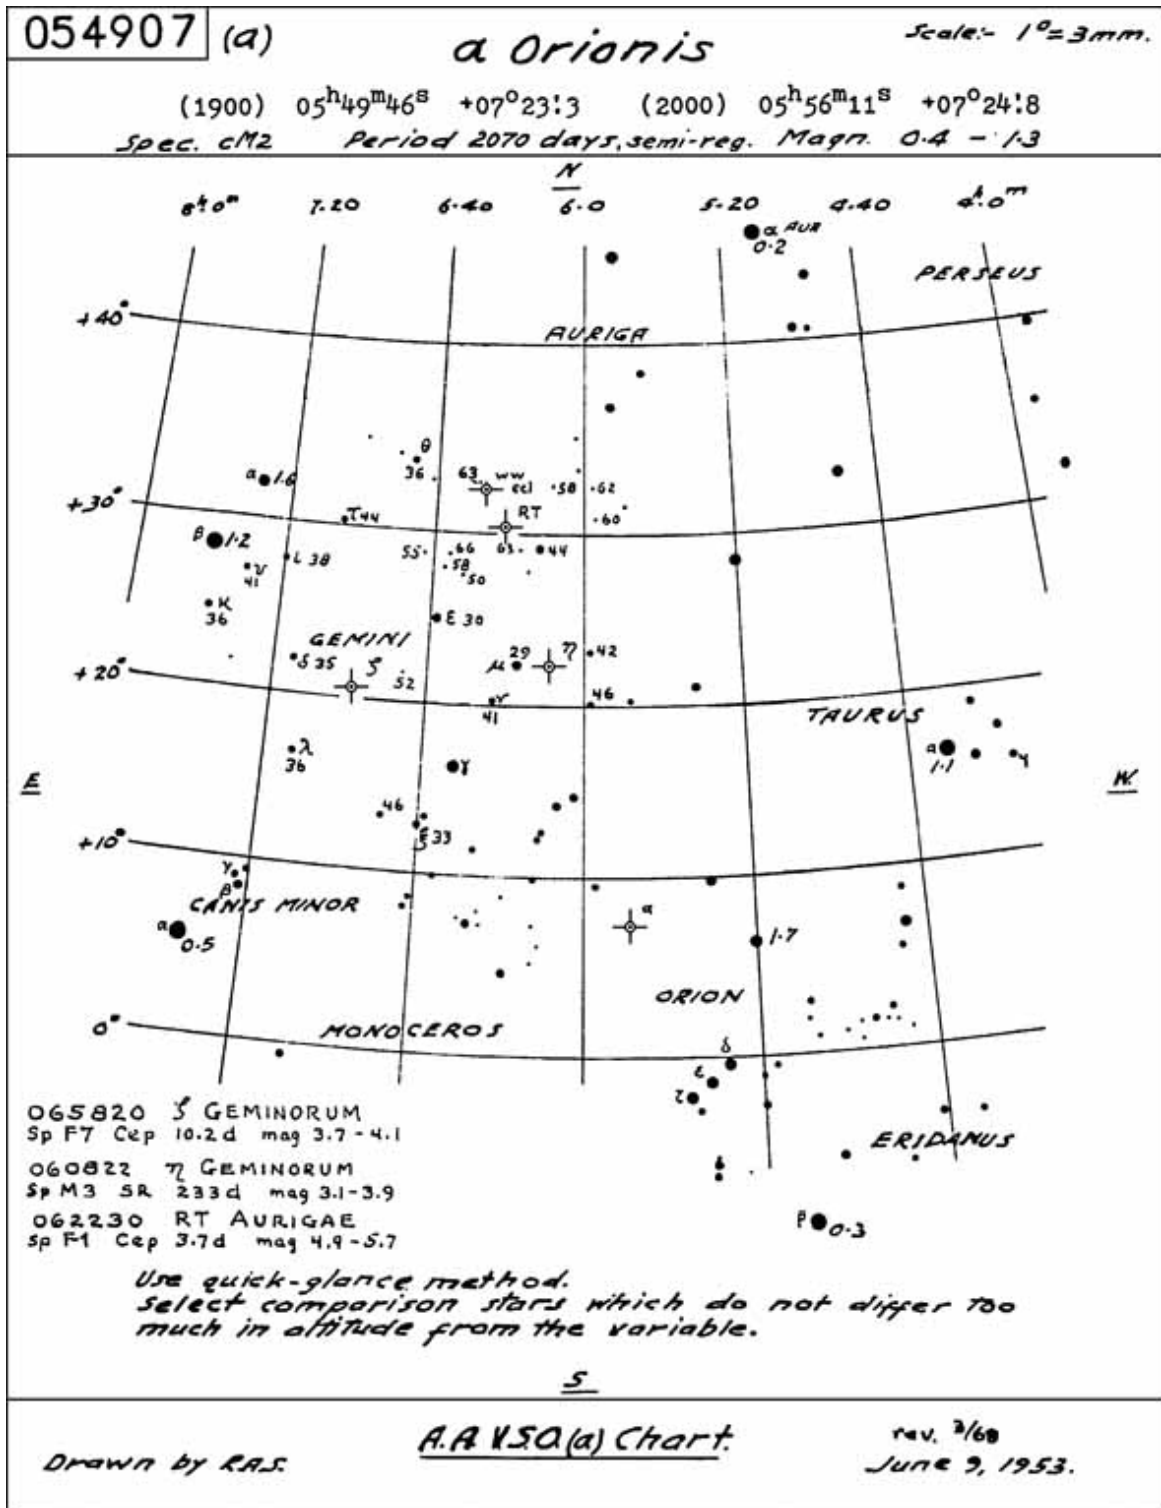 054907 (a)
α Orionis
Scale:- 1°=3mm.
(1900) 05ʰ49ᵐ46ˢ +07°23:3 (2000) 05ʰ56ᵐ11ˢ +07°24:8
Spec. cM2 Period 2070 days, semi-reg. Magn. 0.4 - 1.3
N
8ʰ.0ᵐ 7.20 6.40 6.0 5.20 4.40 4ʰ.0ᵐ
α AUR
0.2
PERSEUS
+40°
AURIGA
θ
36
α 1.6
63 WW
ecl
58 62
+30°
τ 44
RT
60
β 1.2
υ
41
ι 38
55 66 63 44
58
50
κ
36
ε 30
GEMINI
δ 35 ζ
52
μ 29 η 42
+20°
ν
41
46
TAURUS
α
1.1
γ
λ
36
γ
E
W
46
ξ 33
+10°
γ
β
CANIS MINOR
α
0.5
α
1.7
ORION
0°
MONOCEROS
δ
ε
ζ
ERIDANUS
β 0.3
065820 ζ GEMINORUM
Sp F7 Cep 10.2d mag 3.7-4.1
060822 η GEMINORUM
Sp M3 SR 233d mag 3.1-3.9
062230 RT AURIGAE
Sp F1 Cep 3.7d mag 4.9-5.7
Use quick-glance method.
Select comparison stars which do not differ too
much in altitude from the variable.
S
Drawn by R.A.S.
A.A.V.S.O.(a) Chart.
rev. 3/68
June 9, 1953.